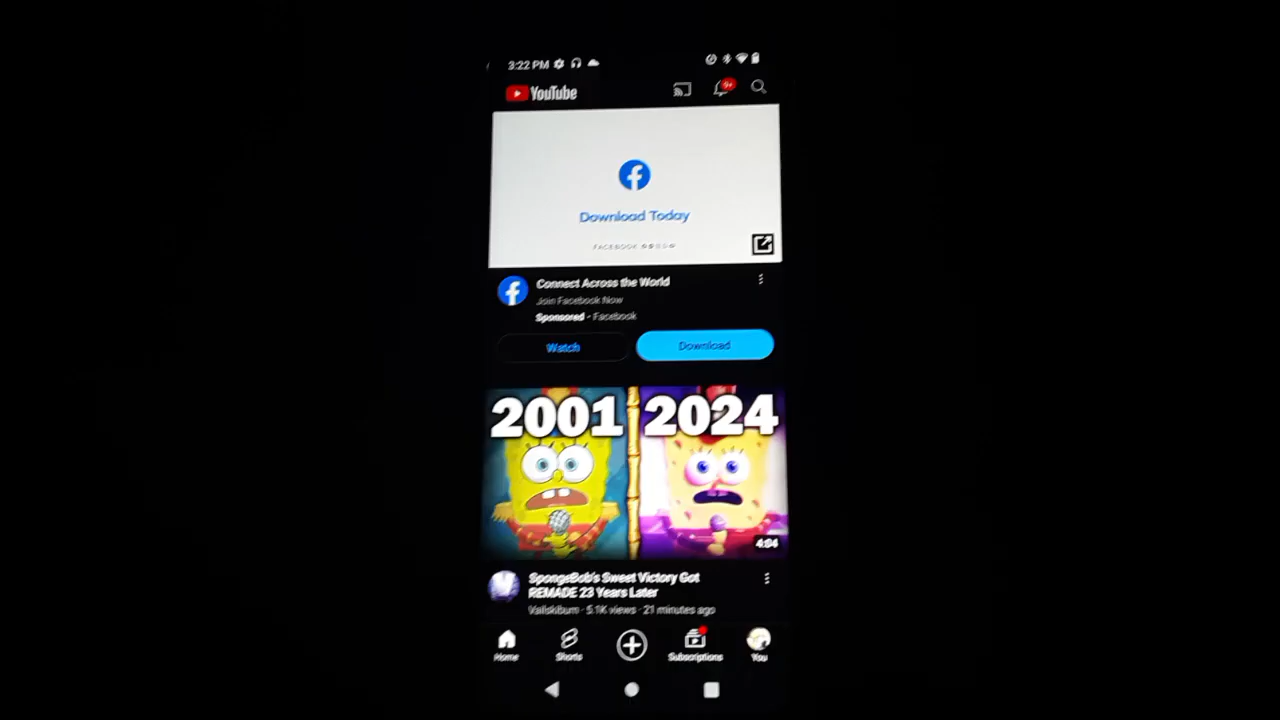 3:22 PM
YouTube
9+
Download Today
FACEBOOK
Connect Across the World
Join Facebook Now
Sponsored · Facebook
Watch
Download
2001 2024
4:04
SpongeBob's Sweet Victory Got
REMADE 23 Years Later
5.1K views · 21 minutes ago
Home
Shorts
Subscriptions
You